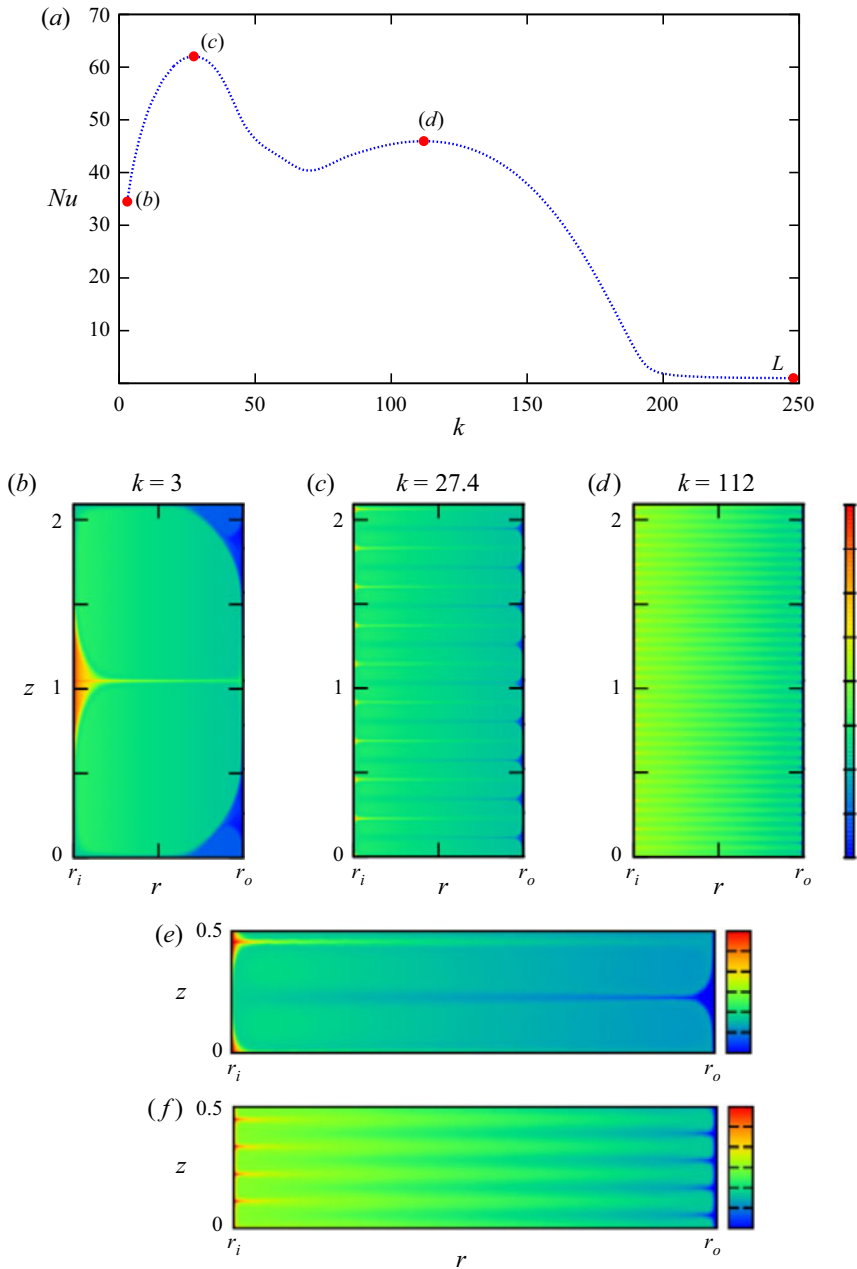 (a)
70
60
50
40
30
20
10
Nu
(b)
(c)
(d)
L
0 50 100 150 200 250
k
(b) k = 3
(c) k = 27.4
(d) k = 112
2
1
0
z
r_i r r_o
2
1
0
r_i r r_o
2
1
0
r_i r r_o
(e)
0.5
z
0
r_i r_o
(f)
0.5
z
0
r_i r_o
r